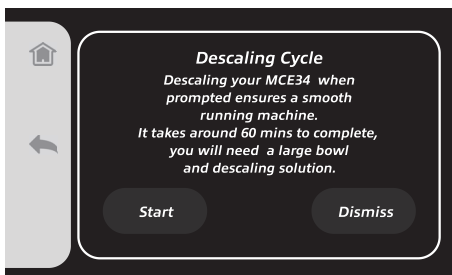 Descaling Cycle
Descaling your MCE34 when
prompted ensures a smooth
running machine.
It takes around 60 mins to complete,
you will need a large bowl
and descaling solution.
Start
Dismiss